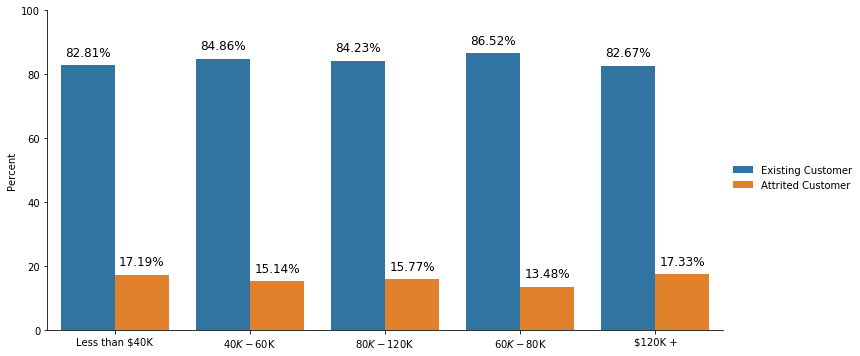 100
82.81%
84.86%
84.23%
86.52%
82.67%
80
60
Percent
Existing Customer
Attrited Customer
40
20
17.19%
15.14%
15.77%
13.48%
17.33%
0
Less than $40K
40K − 60K
80K − 120K
60K − 80K
$120K +